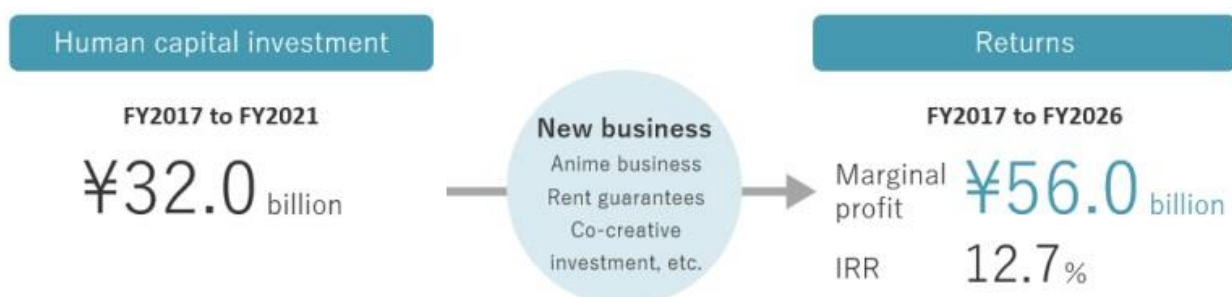 Human capital investment
FY2017 to FY2021
¥32.0 billion
New business
Anime business
Rent guarantees
Co-creative
investment, etc.
Returns
FY2017 to FY2026
Marginal
profit
¥56.0 billion
IRR 12.7%